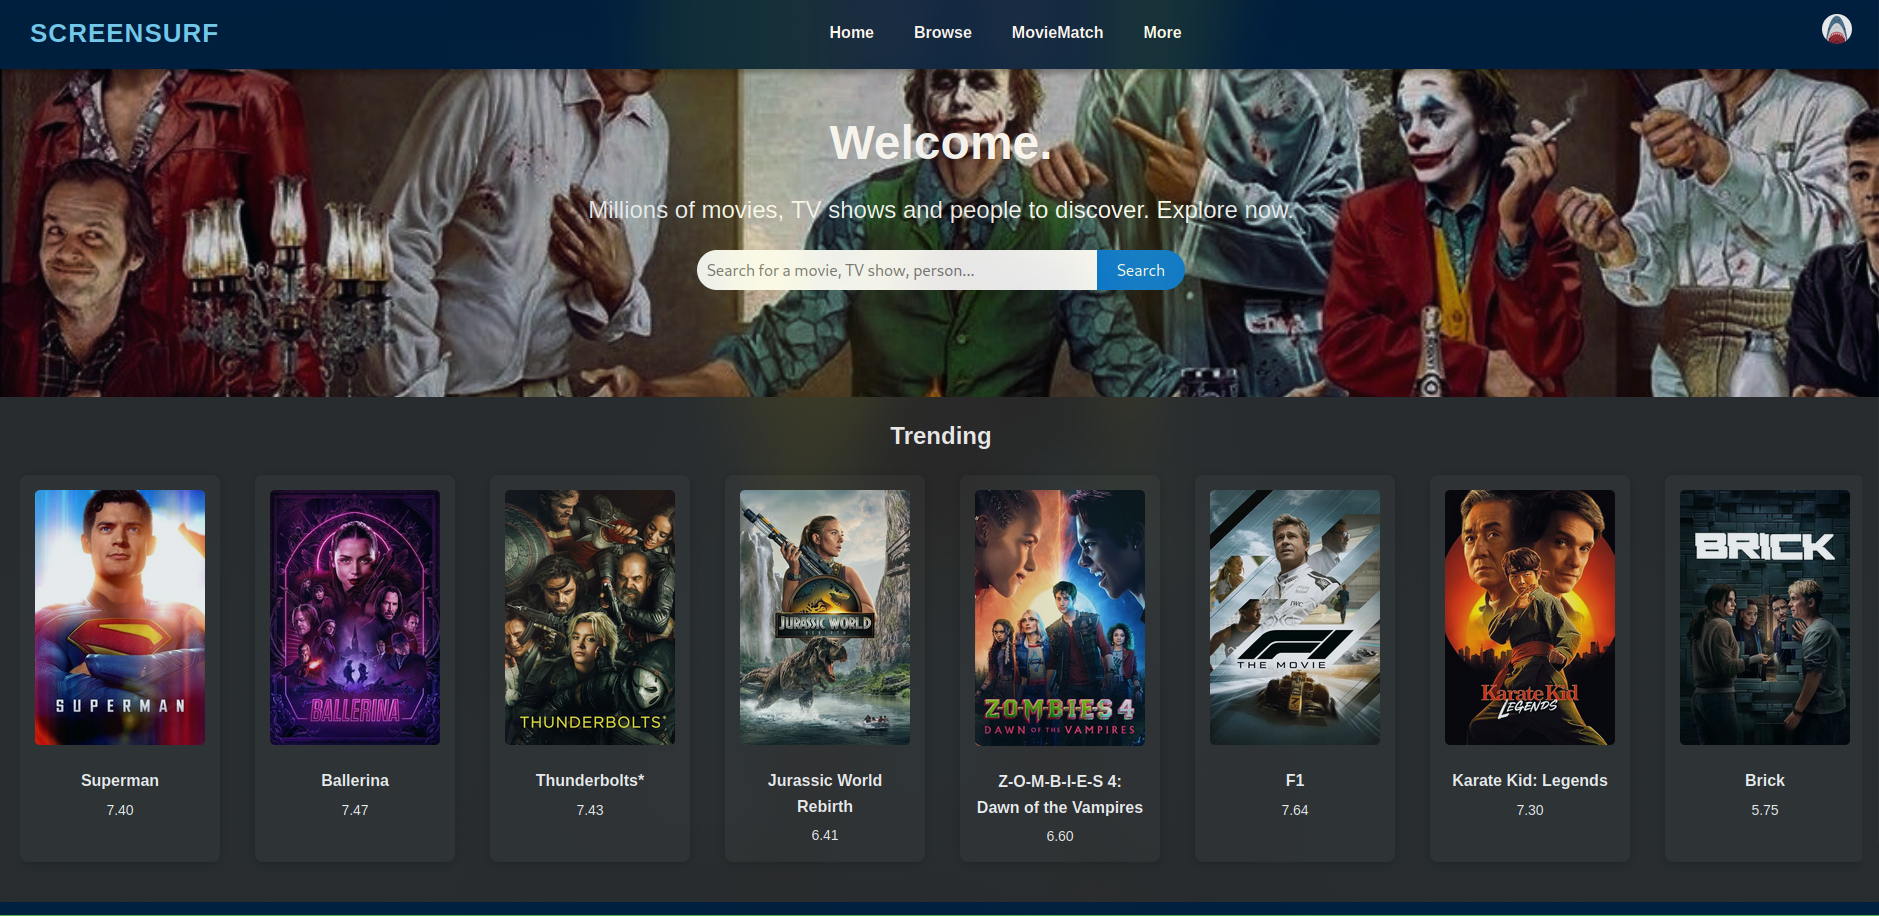 SCREENSURF
Home Browse MovieMatch More
Welcome.
Millions of movies, TV shows and people to discover. Explore now.
Search for a movie, TV show, person... Search
Trending
SUPERMAN
BALLERINA
THUNDERBOLTS*
JURASSIC WORLD
REBIRTH
Z-O-M-B-I-E-S 4
DAWN OF THE VAMPIRES
F1
THE MOVIE
Karate Kid
LEGENDS
BRICK
Superman
7.40
Ballerina
7.47
Thunderbolts*
7.43
Jurassic World
Rebirth
6.41
Z-O-M-B-I-E-S 4:
Dawn of the Vampires
6.60
F1
7.64
Karate Kid: Legends
7.30
Brick
5.75